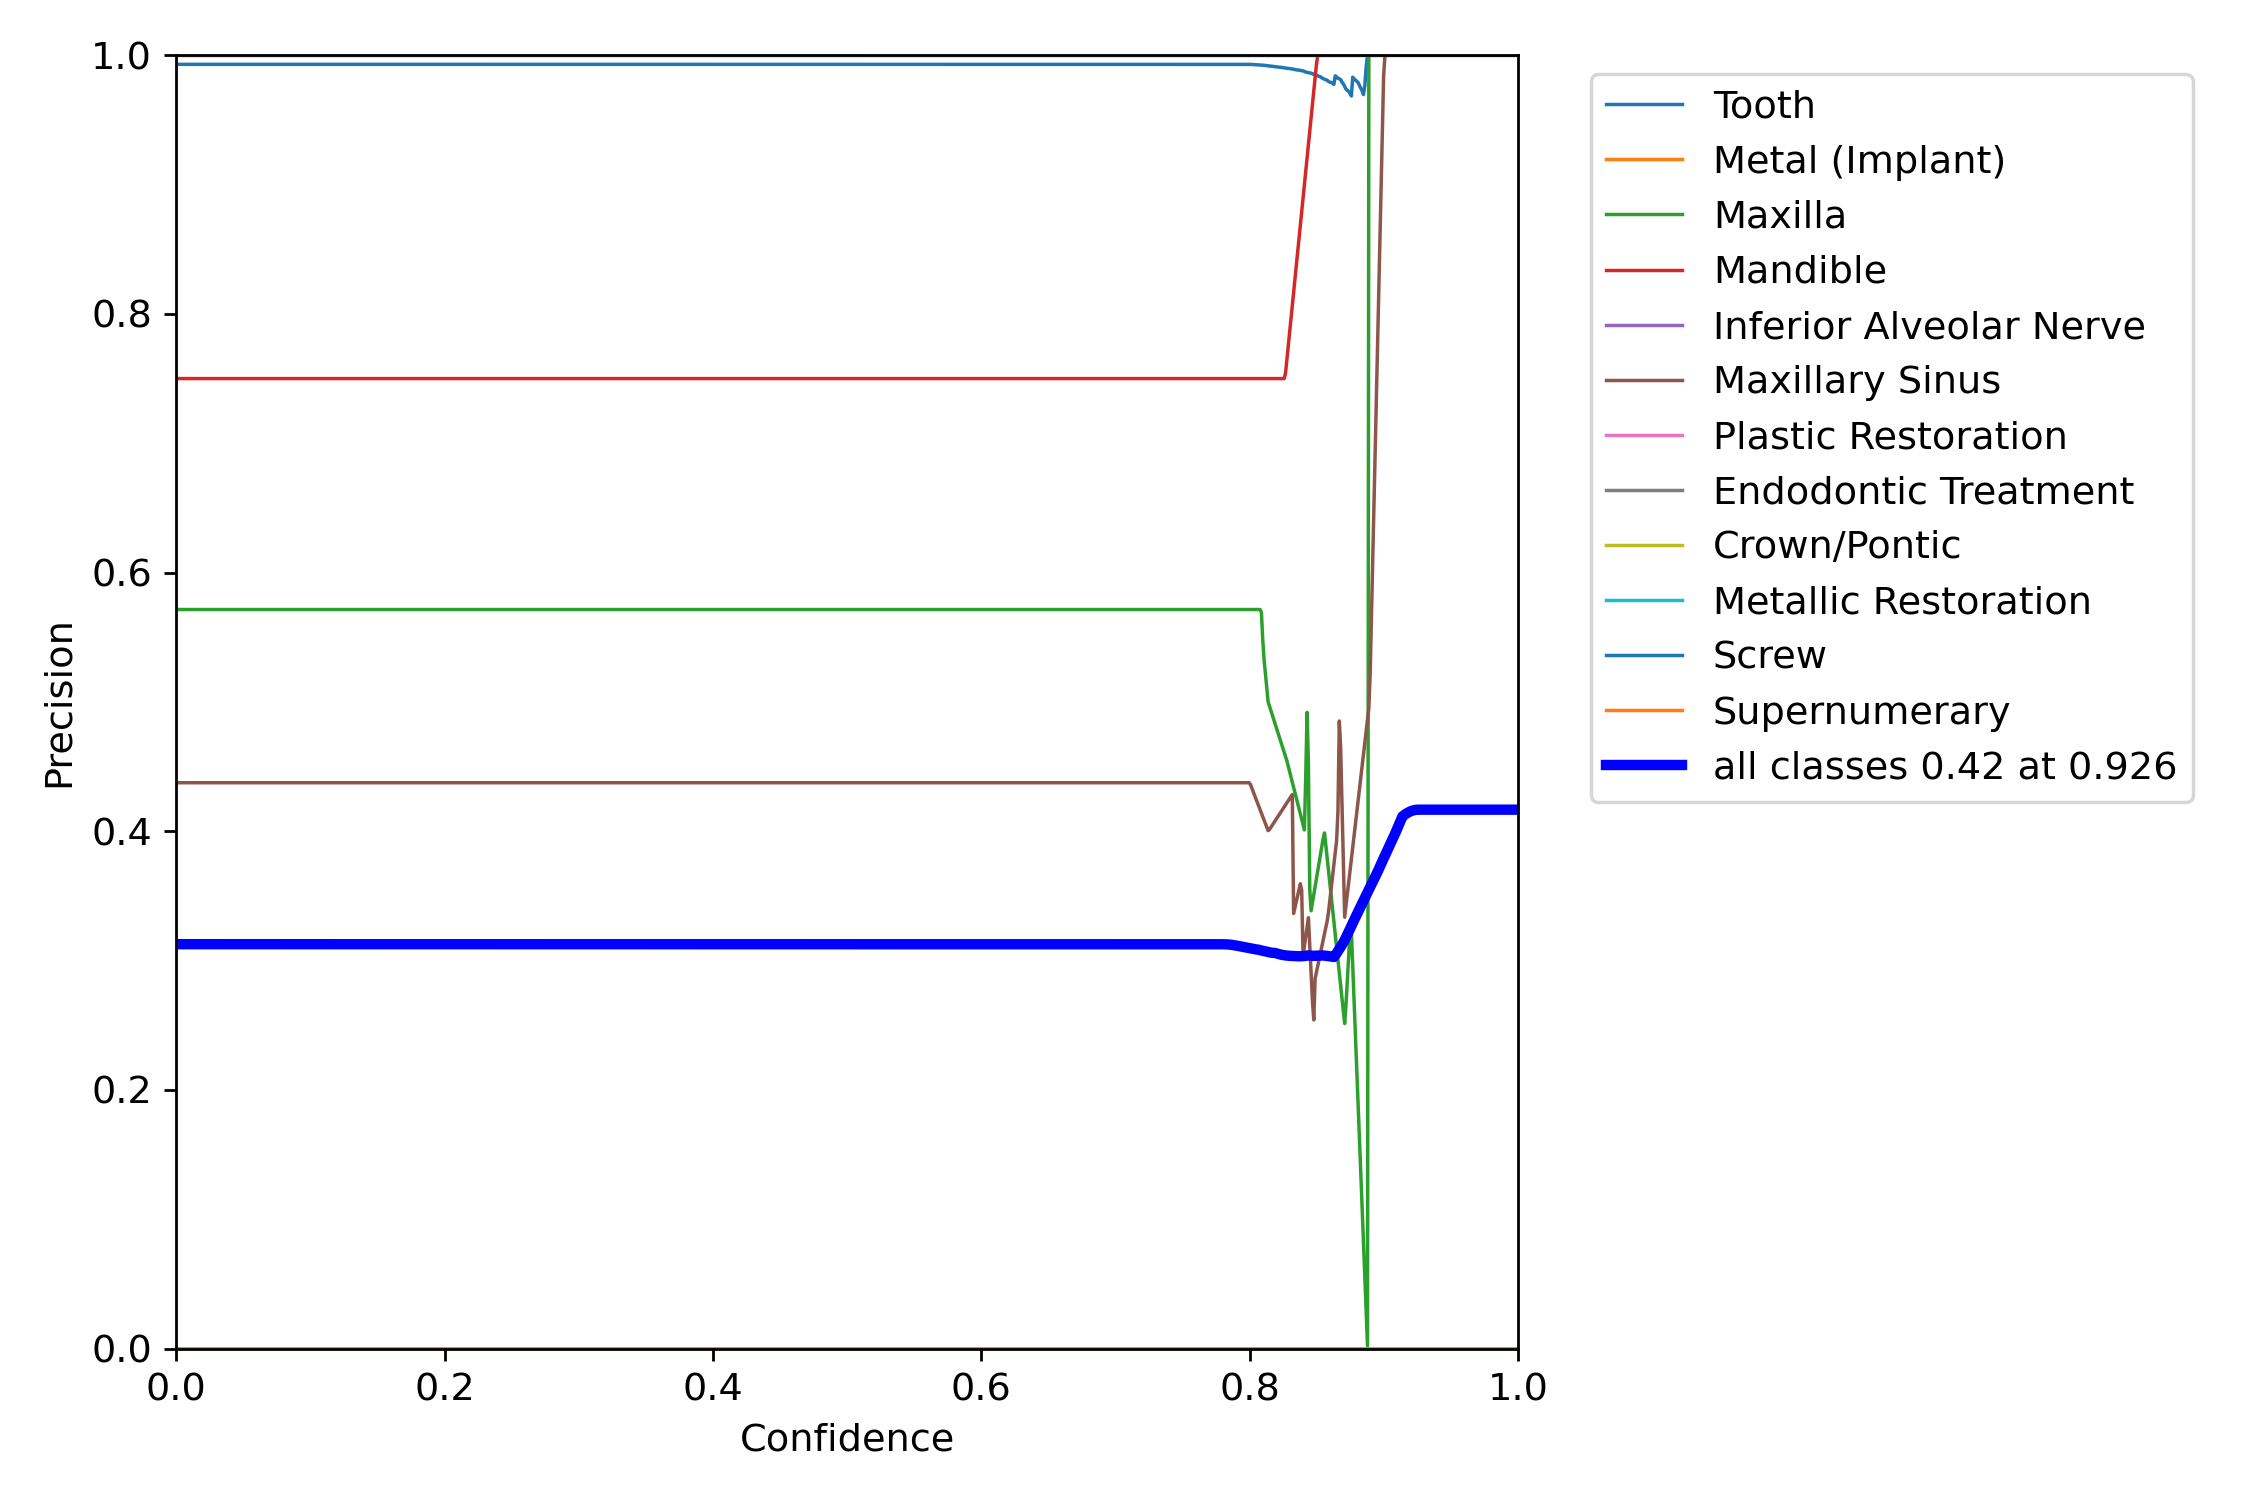 1.0
0.8
0.6
0.4
0.2
0.0
Precision
0.0 0.2 0.4 0.6 0.8 1.0
Confidence
Tooth
Metal (Implant)
Maxilla
Mandible
Inferior Alveolar Nerve
Maxillary Sinus
Plastic Restoration
Endodontic Treatment
Crown/Pontic
Metallic Restoration
Screw
Supernumerary
all classes 0.42 at 0.926